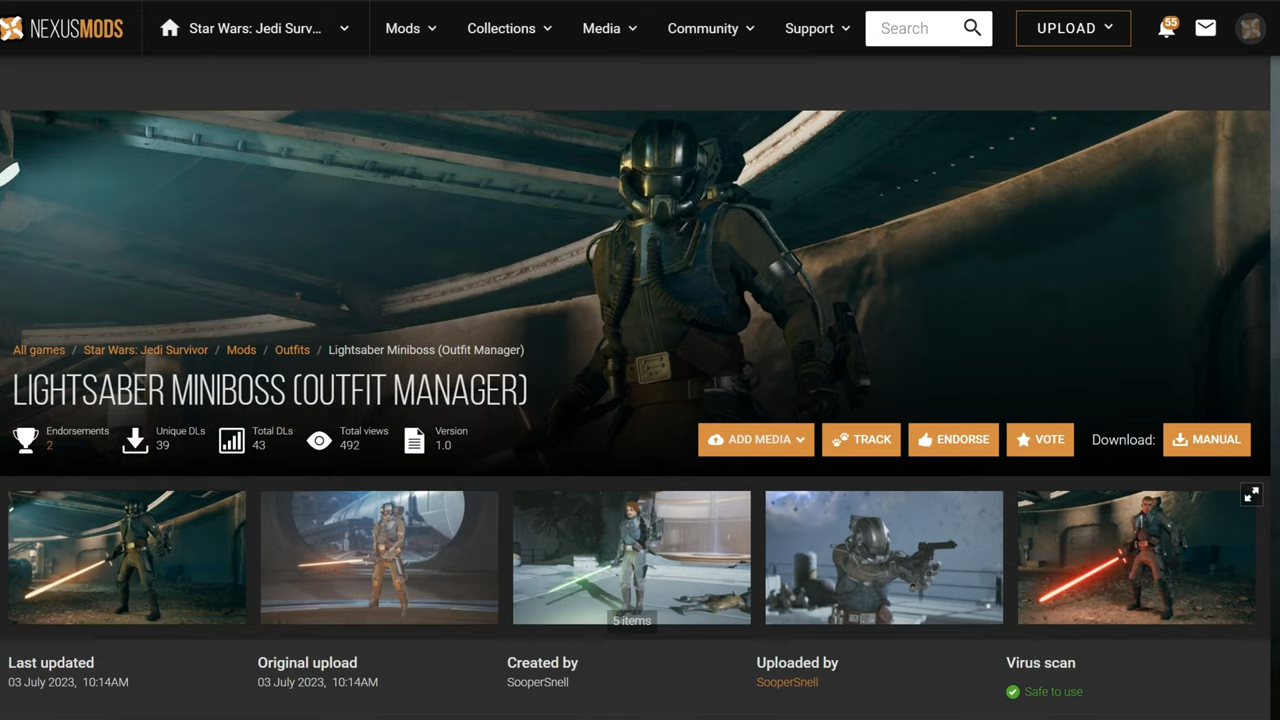 NEXUSMODS
Star Wars: Jedi Surv...
Mods
Collections
Media
Community
Support
Search
UPLOAD
55
All games / Star Wars: Jedi Survivor / Mods / Outfits / Lightsaber Miniboss (Outfit Manager)
LIGHTSABER MINIBOSS (OUTFIT MANAGER)
Endorsements
2
Unique DLs
39
Total DLs
43
Total views
492
Version
1.0
ADD MEDIA
TRACK
ENDORSE
VOTE
Download:
MANUAL
5 items
Last updated
03 July 2023, 10:14AM
Original upload
03 July 2023, 10:14AM
Created by
SooperSnell
Uploaded by
SooperSnell
Virus scan
Safe to use